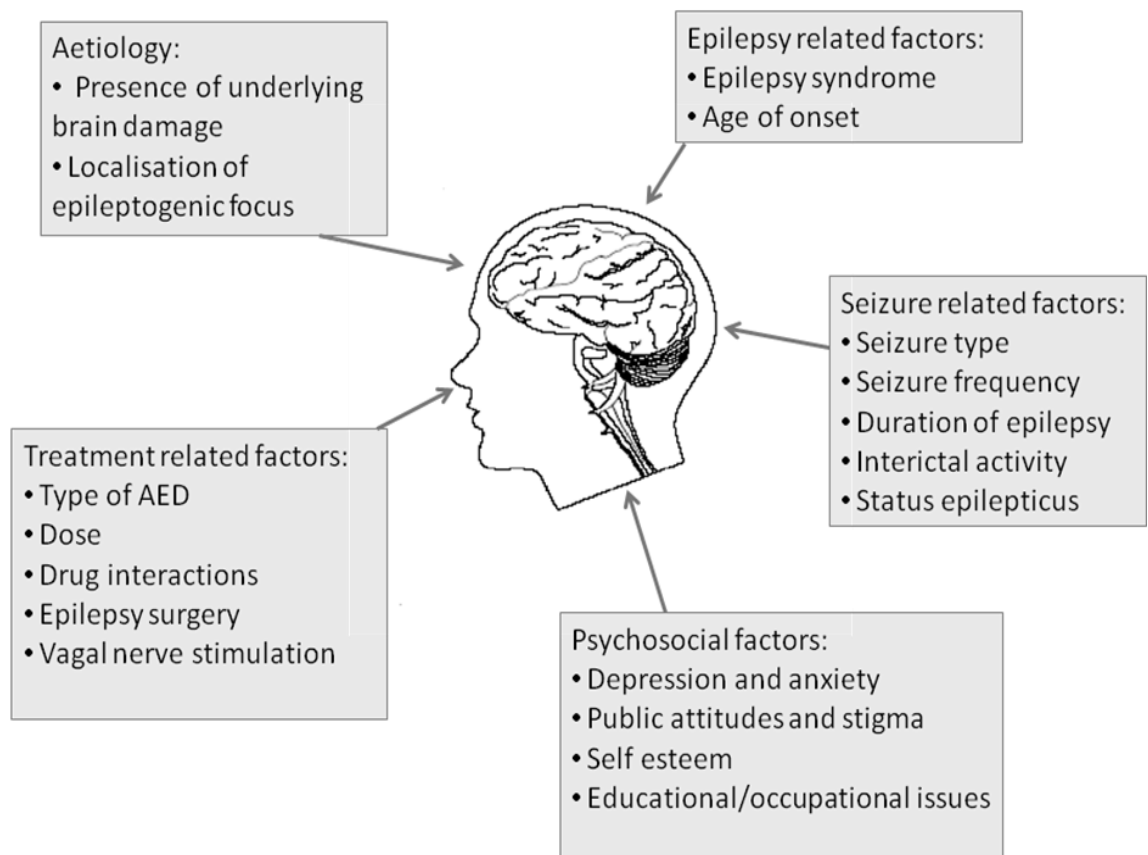 Aetiology:
• Presence of underlying
brain damage
• Localisation of
epileptogenic focus
Epilepsy related factors:
• Epilepsy syndrome
• Age of onset
Seizure related factors:
• Seizure type
• Seizure frequency
• Duration of epilepsy
• Interictal activity
• Status epilepticus
Treatment related factors:
• Type of AED
• Dose
• Drug interactions
• Epilepsy surgery
• Vagal nerve stimulation
Psychosocial factors:
• Depression and anxiety
• Public attitudes and stigma
• Self esteem
• Educational/occupational issues